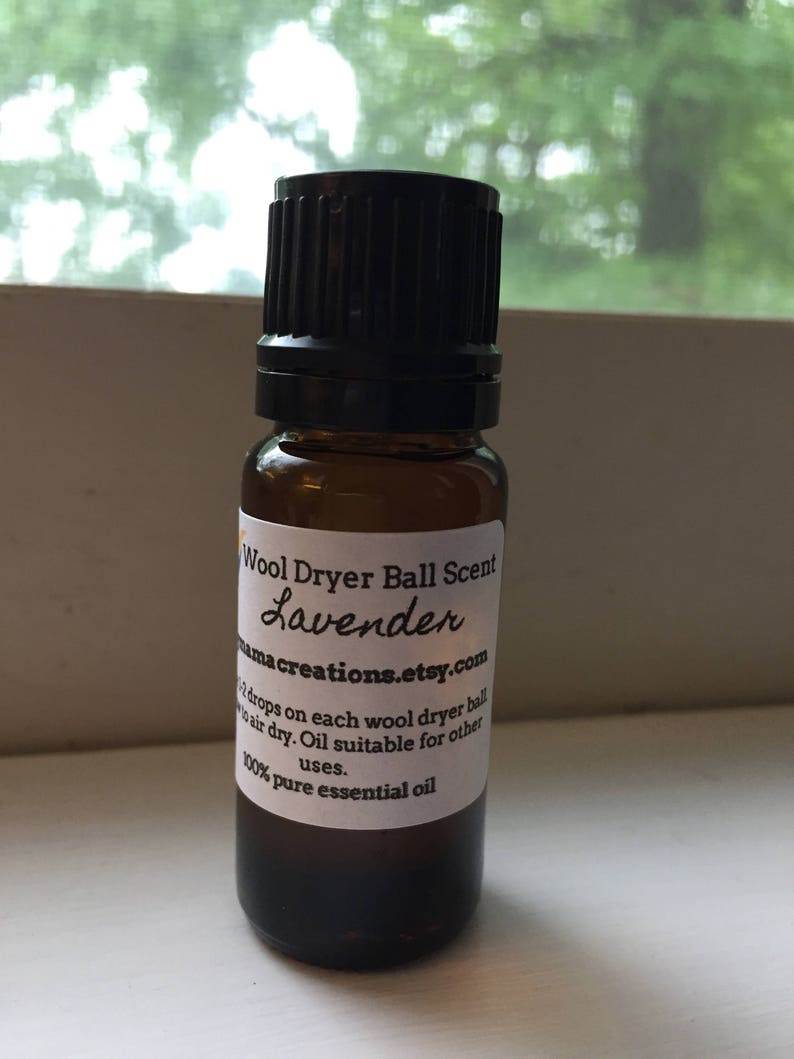 Wool Dryer Ball Scent
Lavender
mamacreations.etsy.com
-2 drops on each wool dryer ball.
to air dry. Oil suitable for other
uses.
100% pure essential oil